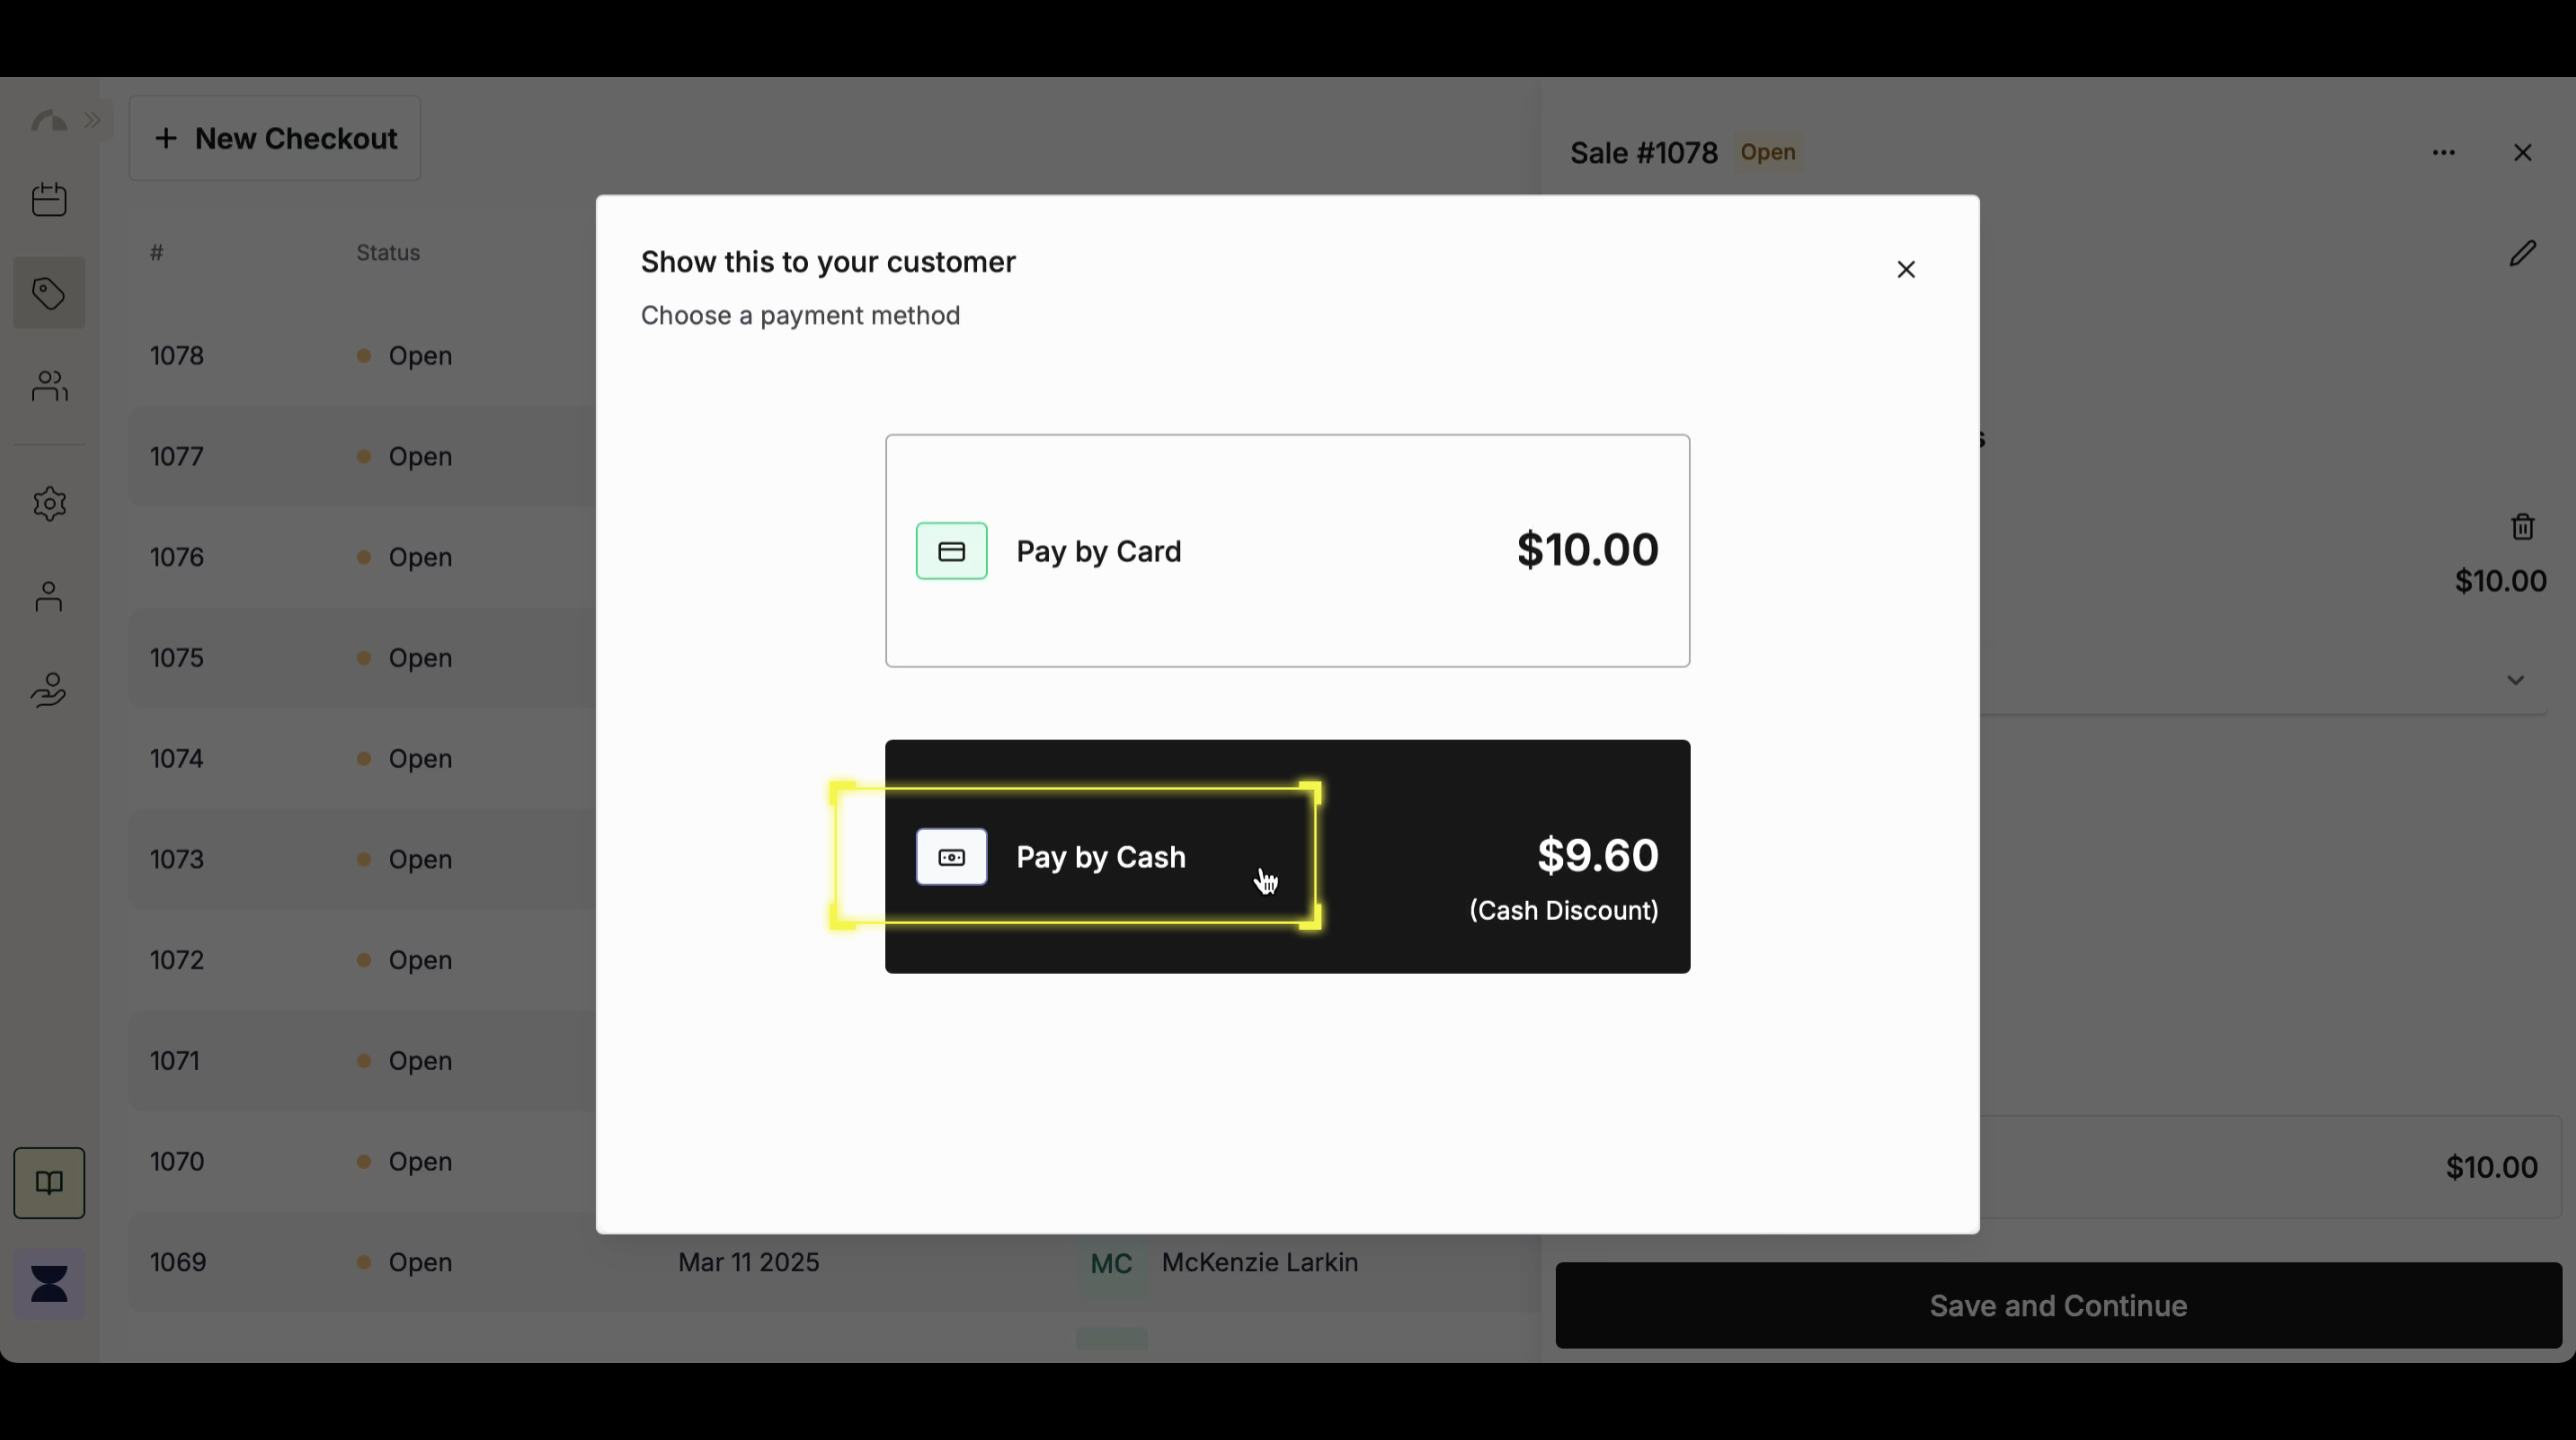 New Checkout
Sale #1078 Open
# Status
Show this to your customer
Choose a payment method
1078 Open
1077 Open
1076 Open
1075 Open
1074 Open
1073 Open
1072 Open
1071 Open
1070 Open
1069 Open Mar 11 2025 MC McKenzie Larkin
Pay by Card $10.00
Pay by Cash $9.60
(Cash Discount)
s
$10.00
$10.00
Save and Continue